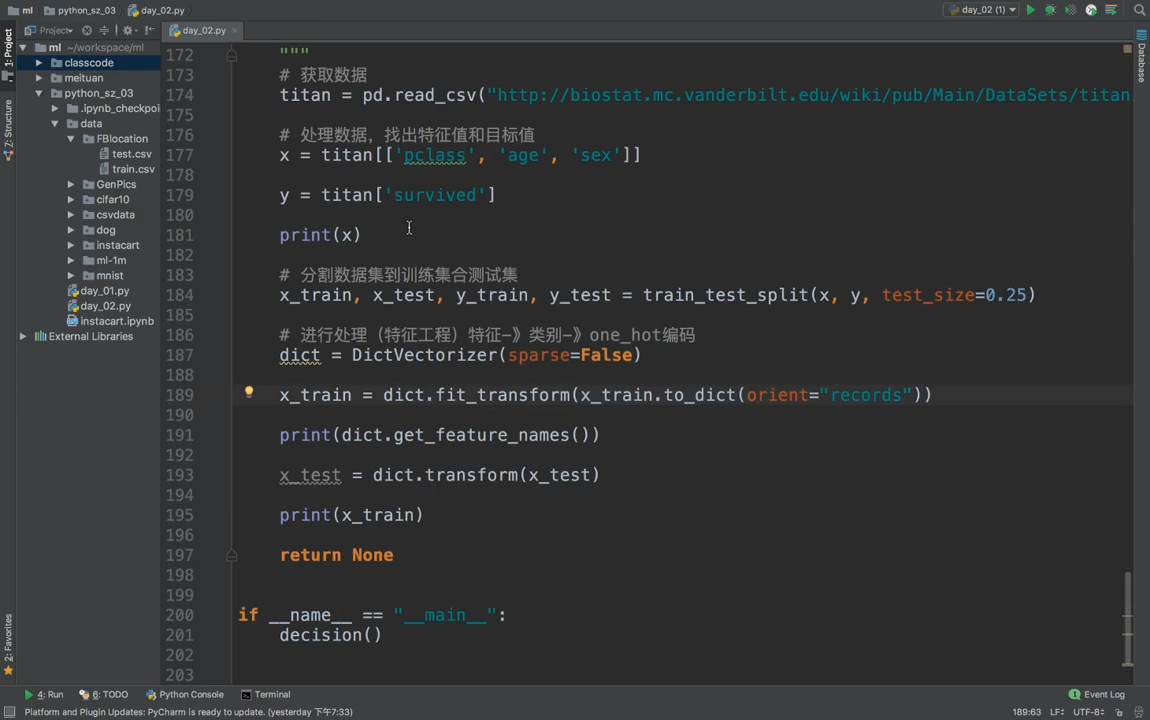 ml
python_sz_03
day_02.py
day_02 (1)
Project
day_02.py
ml ~/workspace/ml
classcode
meituan
python_sz_03
.ipynb_checkpoi
data
FBlocation
test.csv
train.csv
GenPics
cifar10
csvdata
dog
instacart
ml-1m
mnist
day_01.py
day_02.py
instacart.ipynb
External Libraries
1: Project
Z: Structure
2: Favorites
Database
172 """
173 # 获取数据
174 titan = pd.read_csv("http://biostat.mc.vanderbilt.edu/wiki/pub/Main/DataSets/titan
175
176 # 处理数据，找出特征值和目标值
177 x = titan[['pclass', 'age', 'sex']]
178
179 y = titan['survived']
180
181 print(x)
182
183 # 分割数据集到训练集合测试集
184 x_train, x_test, y_train, y_test = train_test_split(x, y, test_size=0.25)
185
186 # 进行处理（特征工程）特征-》类别-》one_hot编码
187 dict = DictVectorizer(sparse=False)
188
189 x_train = dict.fit_transform(x_train.to_dict(orient="records"))
190
191 print(dict.get_feature_names())
192
193 x_test = dict.transform(x_test)
194
195 print(x_train)
196
197 return None
198
199
200 if __name__ == "__main__":
201 decision()
202
203
4: Run
6: TODO
Python Console
Terminal
1 Event Log
Platform and Plugin Updates: PyCharm is ready to update. (yesterday 下午7:33)
189:63 LF UTF-8